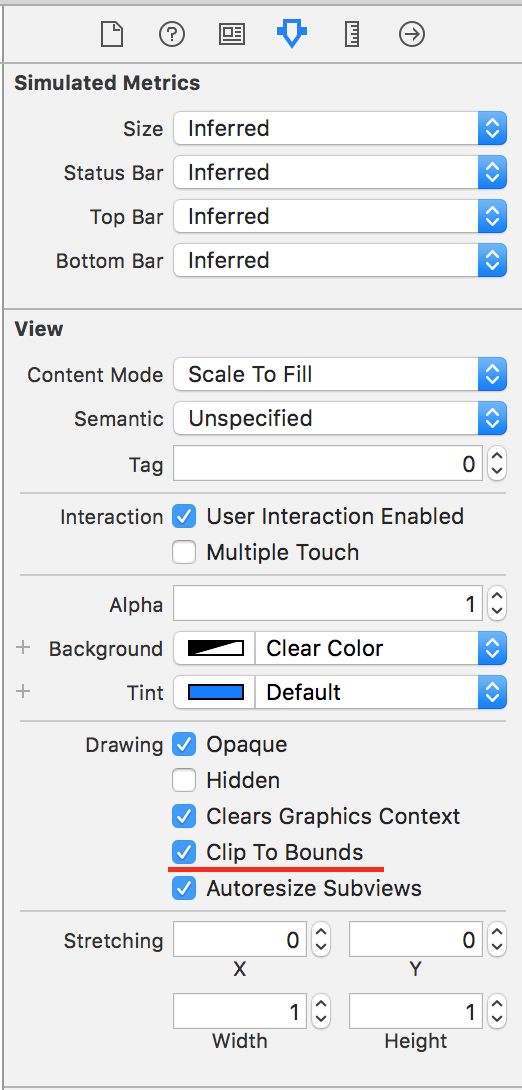 Simulated Metrics
Size Inferred
Status Bar Inferred
Top Bar Inferred
Bottom Bar Inferred
View
Content Mode Scale To Fill
Semantic Unspecified
Tag 0
Interaction User Interaction Enabled
Multiple Touch
Alpha 1
Background Clear Color
Tint Default
Drawing Opaque
Hidden
Clears Graphics Context
Clip To Bounds
Autoresize Subviews
Stretching 0 0
X Y
1 1
Width Height